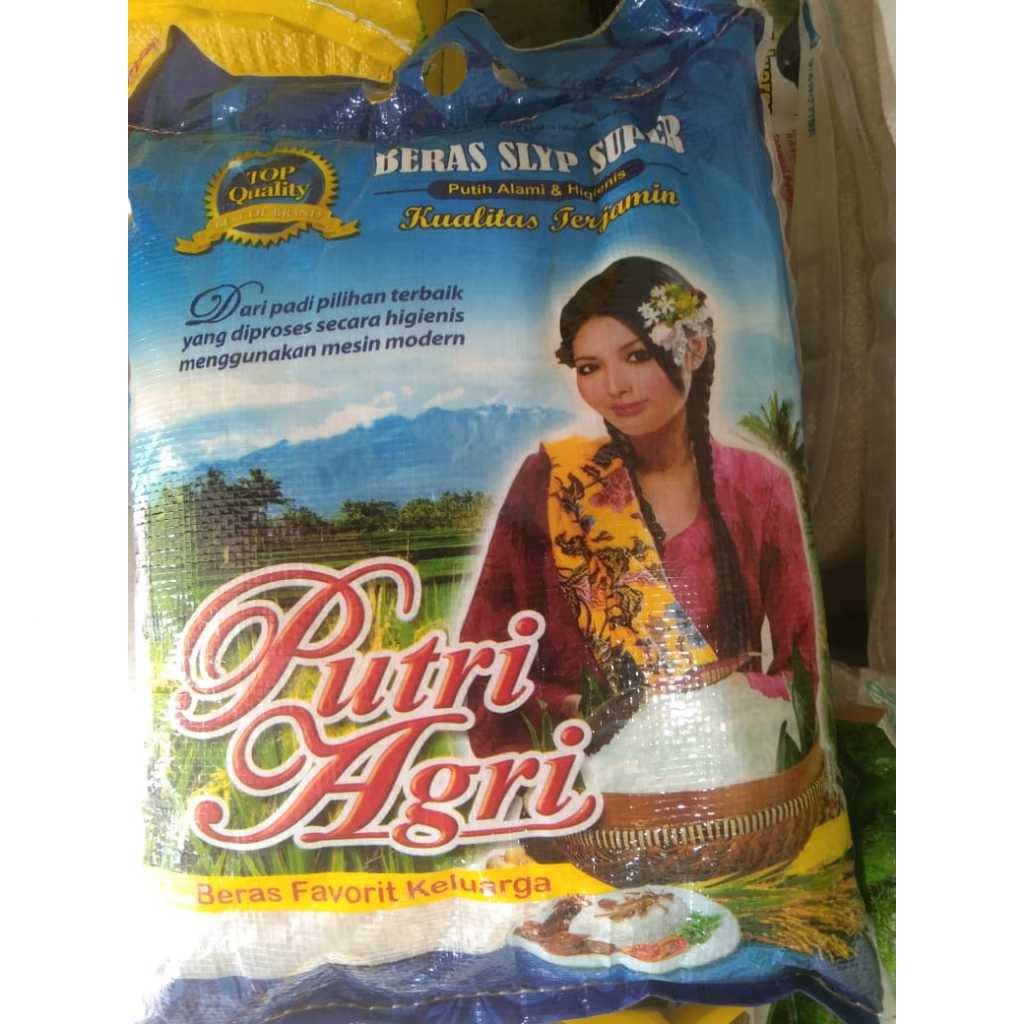 BERAS SLYP SUPER
Putih Alami & Higienis
Kualitas Terjamin
TOP
Quality
Dari padi pilihan terbaik
yang diproses secara higienis
menggunakan mesin modern
Putri
Agri
Beras Favorit Keluarga